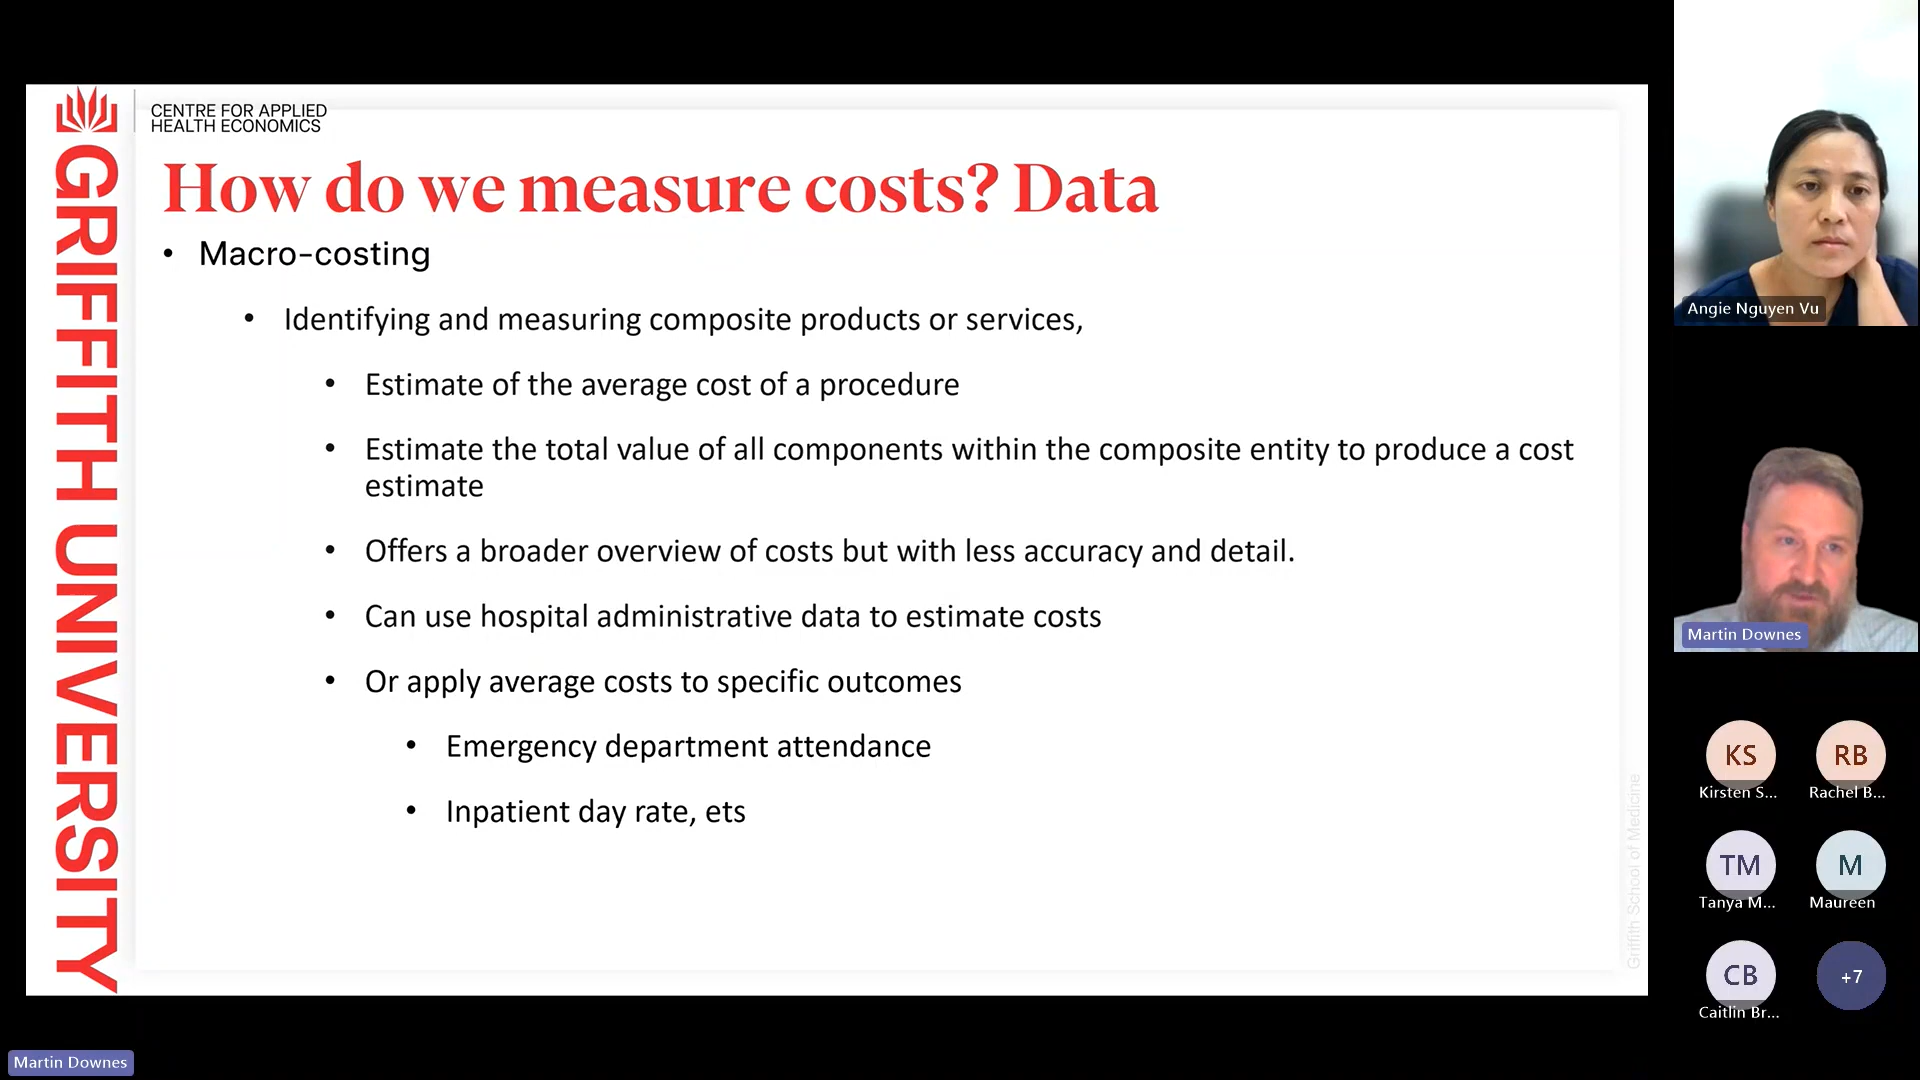 CENTRE FOR APPLIED
HEALTH ECONOMICS
GRIFFITH UNIVERSITY
How do we measure costs? Data
• Macro-costing
• Identifying and measuring composite products or services,
• Estimate of the average cost of a procedure
• Estimate the total value of all components within the composite entity to produce a cost
estimate
• Offers a broader overview of costs but with less accuracy and detail.
• Can use hospital administrative data to estimate costs
• Or apply average costs to specific outcomes
• Emergency department attendance
• Inpatient day rate, ets
Griffith School of Medicine
Angie Nguyen Vu
Martin Downes
KS
Kirsten S...
RB
Rachel B...
TM
Tanya M...
M
Maureen
CB
Caitlin Br...
+7
Martin Downes